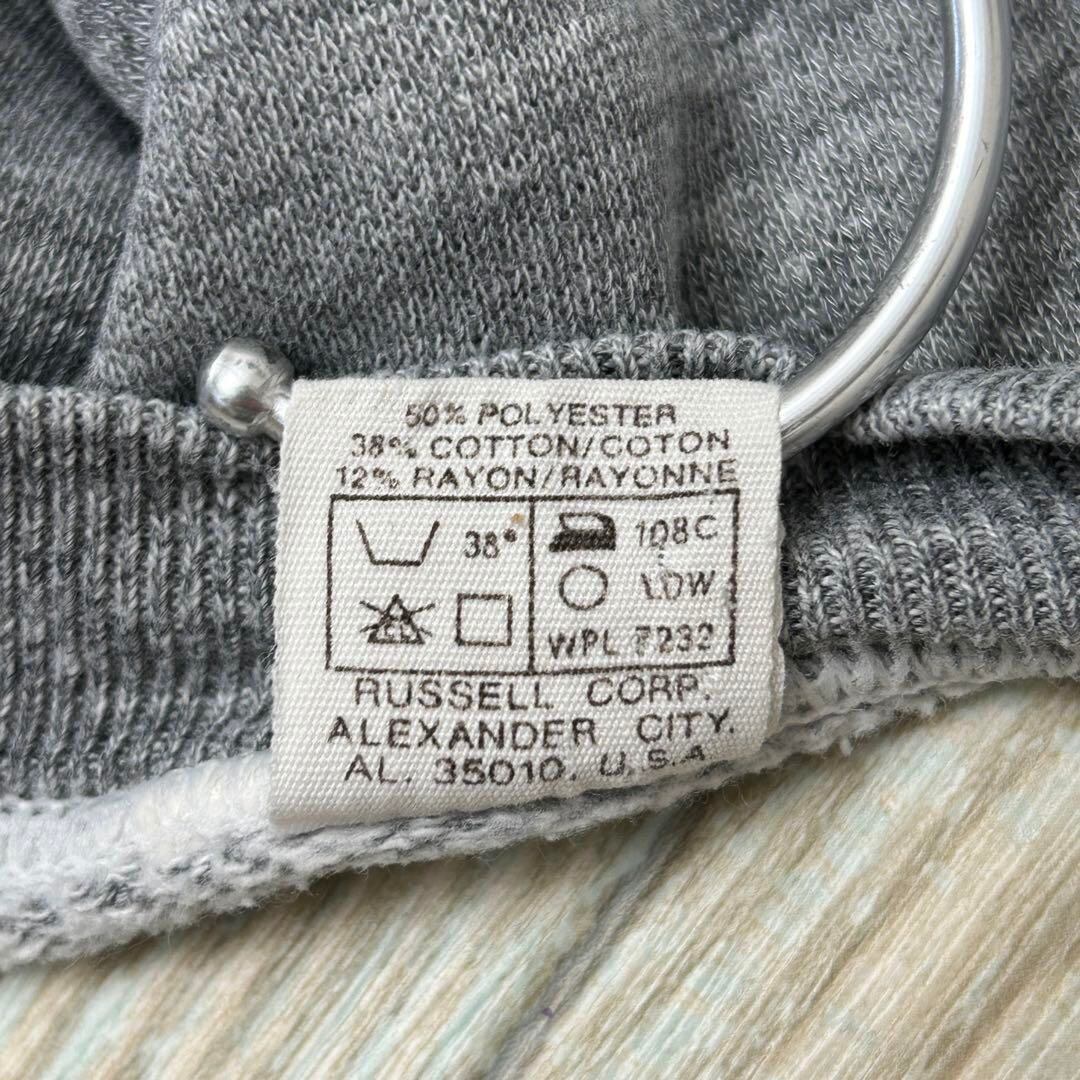 50% POLYESTER
38% COTTON/COTON
12% RAYON/RAYONNE
38° 108C
CL LOW
WPL 7232
RUSSELL CORP.
ALEXANDER CITY.
AL. 35010. U.S.A